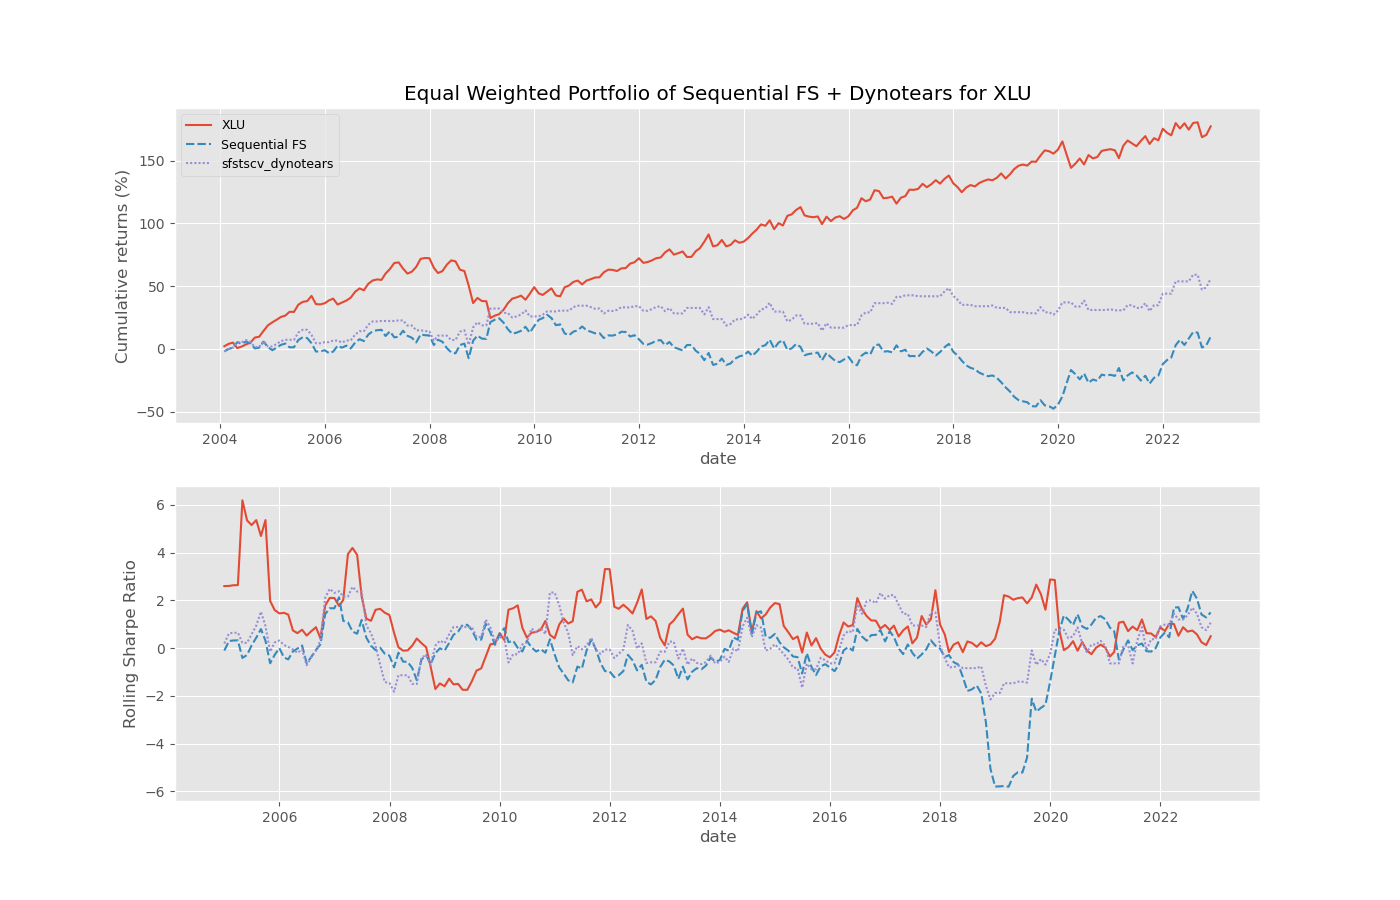 Equal Weighted Portfolio of Sequential FS + Dynotears for XLU
XLU
Sequential FS
sfstscv_dynotears
Cumulative returns (%)
150
100
50
0
−50
2004 2006 2008 2010 2012 2014 2016 2018 2020 2022
date
Rolling Sharpe Ratio
6
4
2
0
−2
−4
−6
2006 2008 2010 2012 2014 2016 2018 2020 2022
date